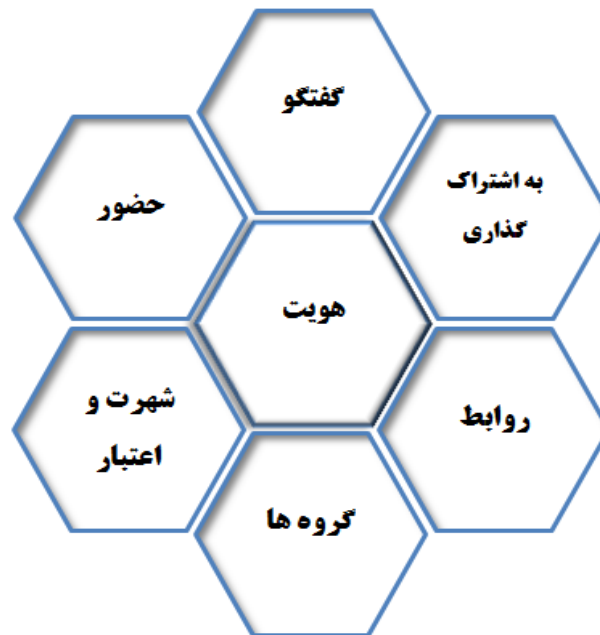 گفتگو
به اشتراک
گذاری
حضور
هویت
روابط
شهرت و
اعتبار
گروه ها